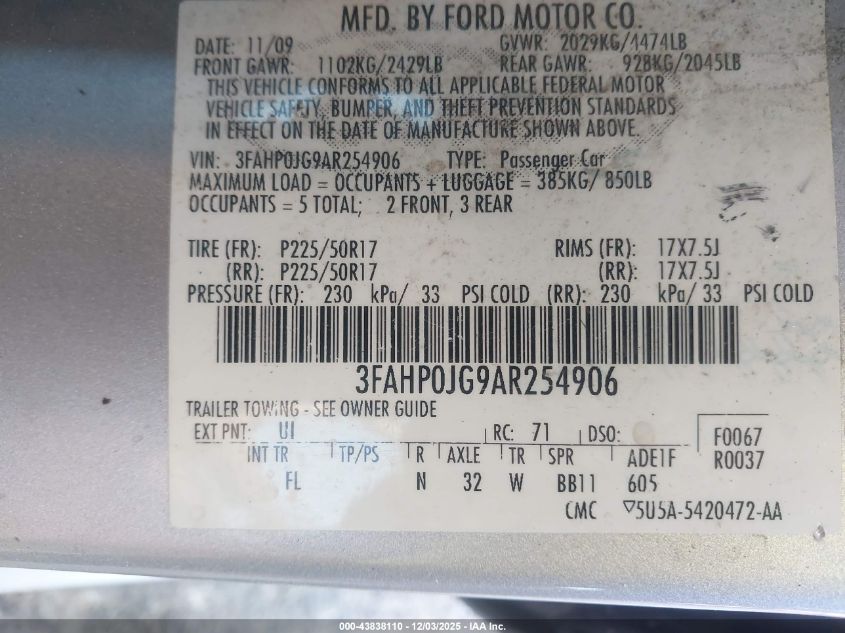 MFD. BY FORD MOTOR CO.
DATE: 11/09 GVWR: 2029KG/4474LB
FRONT GAWR: 1102KG/2429LB REAR GAWR: 928KG/2045LB
THIS VEHICLE CONFORMS TO ALL APPLICABLE FEDERAL MOTOR
VEHICLE SAFETY, BUMPER, AND THEFT PREVENTION STANDARDS
IN EFFECT ON THE DATE OF MANUFACTURE SHOWN ABOVE.
VIN: 3FAHP0JG9AR254906 TYPE: Passenger Car
MAXIMUM LOAD = OCCUPANTS + LUGGAGE = 385KG/ 850LB
OCCUPANTS = 5 TOTAL; 2 FRONT, 3 REAR
TIRE (FR): P225/50R17 RIMS (FR): 17X7.5J
(RR): P225/50R17 (RR): 17X7.5J
PRESSURE (FR): 230 kPa/ 33 PSI COLD (RR): 230 kPa/ 33 PSI COLD
3FAHP0JG9AR254906
TRAILER TOWING - SEE OWNER GUIDE
EXT PNT: UI RC: 71 DSO: F0067
INT TR TP/PS R AXLE TR SPR ADE1F R0037
FL N 32 W BB11 605
CMC ▽5U5A-5420472-AA
000-43838110 - 12/03/2025 - IAA Inc.